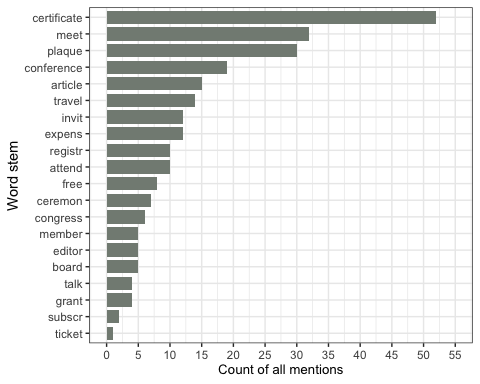 certificate
meet
plaque
conference
article
travel
invit
expens
registr
attend
free
ceremon
congress
member
editor
board
talk
grant
subscr
ticket
Word stem
0 5 10 15 20 25 30 35 40 45 50 55
Count of all mentions